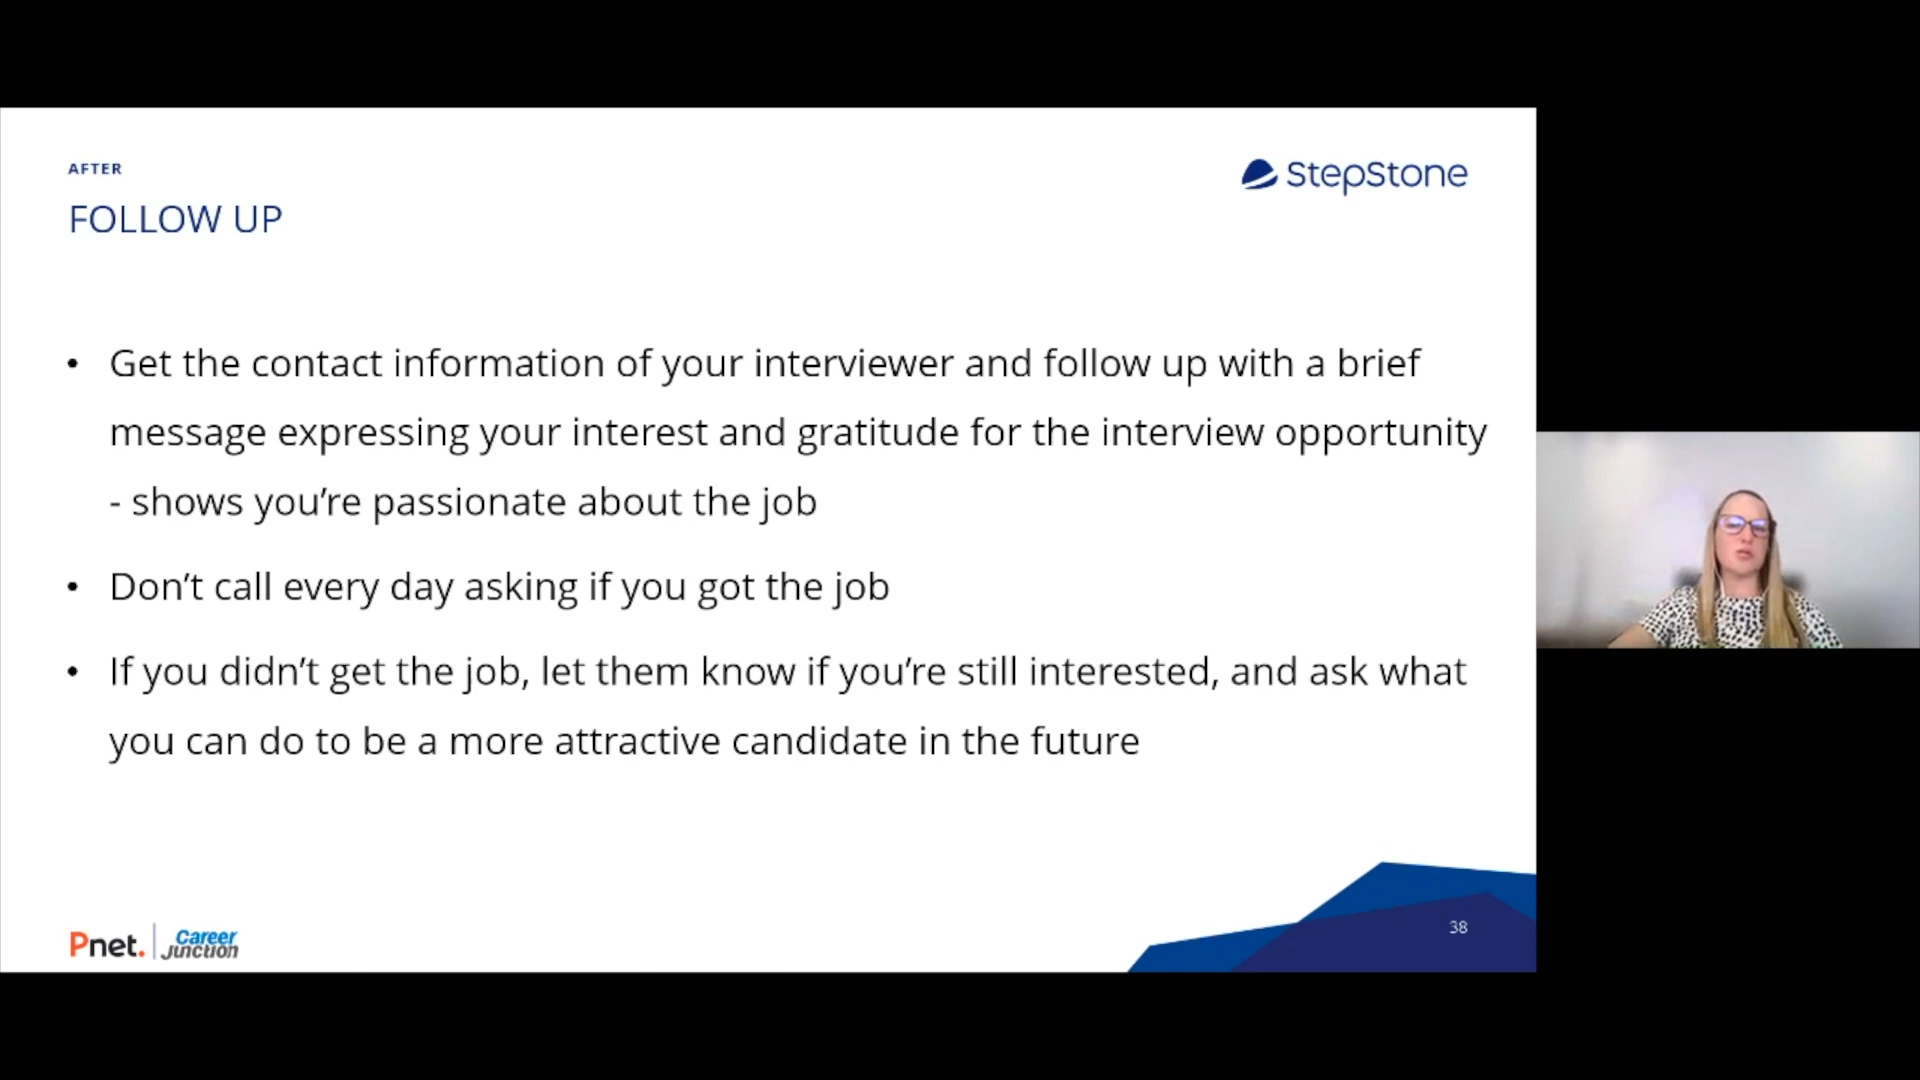 AFTER
StepStone
FOLLOW UP
• Get the contact information of your interviewer and follow up with a brief
message expressing your interest and gratitude for the interview opportunity
- shows you’re passionate about the job
• Don’t call every day asking if you got the job
• If you didn’t get the job, let them know if you’re still interested, and ask what
you can do to be a more attractive candidate in the future
Pnet.
Career
Junction
38